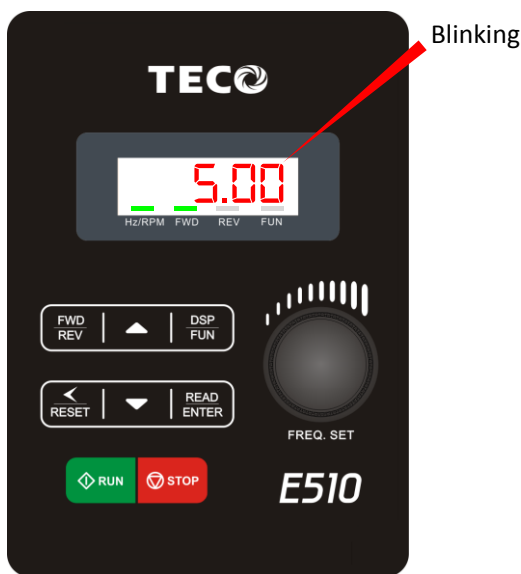 Blinking
TECO
5.00
Hz/RPM FWD REV FUN
FWD
REV
DSP
FUN
<
RESET
READ
ENTER
FREQ. SET
RUN STOP
E510